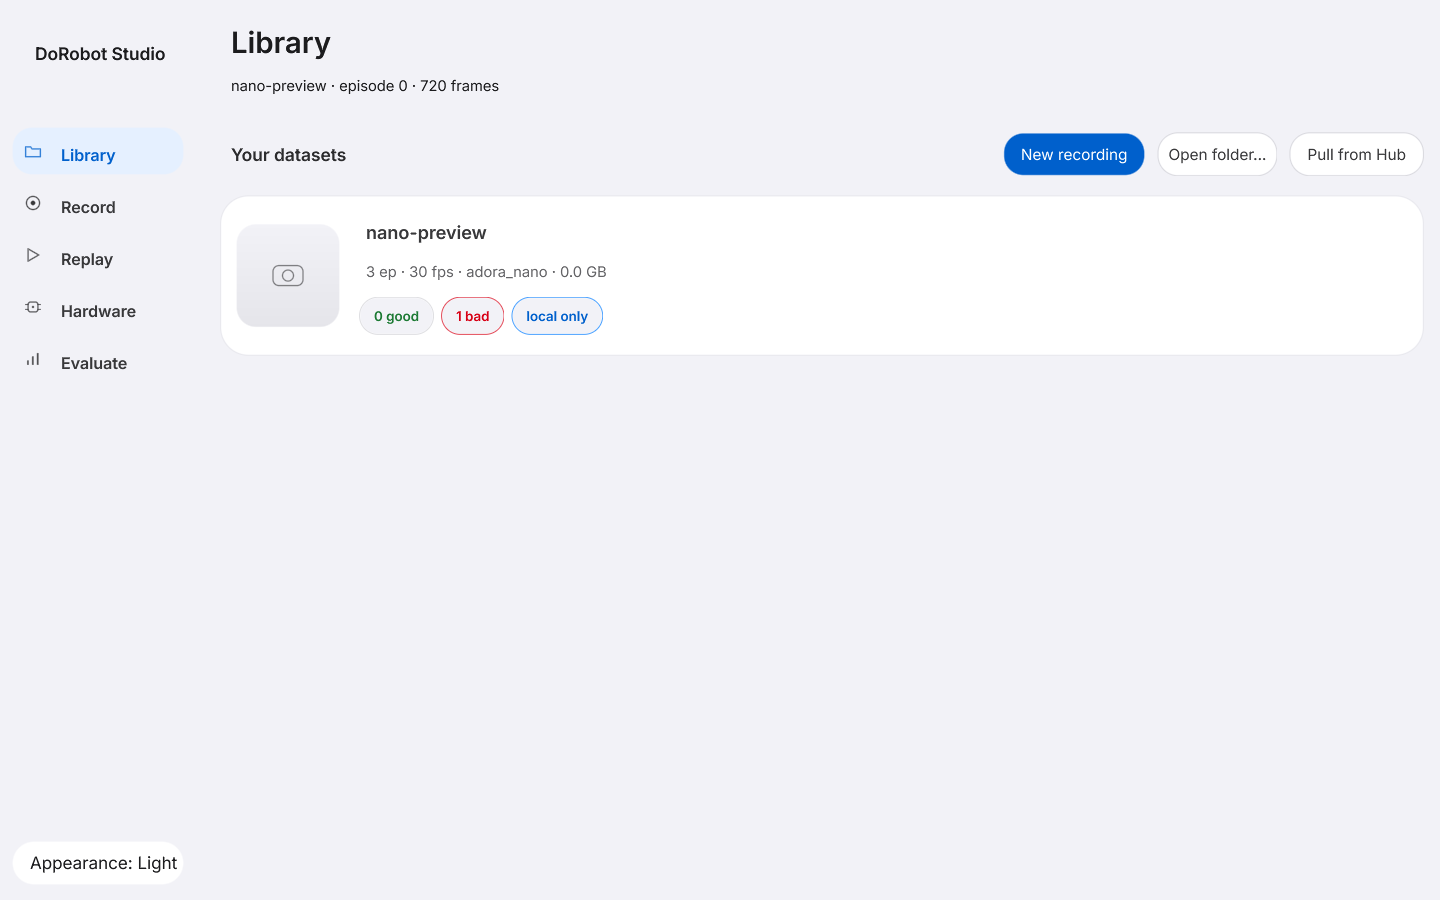 DoRobot Studio
Library
Record
Replay
Hardware
Evaluate
Appearance: Light
Library
nano-preview · episode 0 · 720 frames
Your datasets
New recording
Open folder...
Pull from Hub
nano-preview
3 ep · 30 fps · adora_nano · 0.0 GB
0 good
1 bad
local only